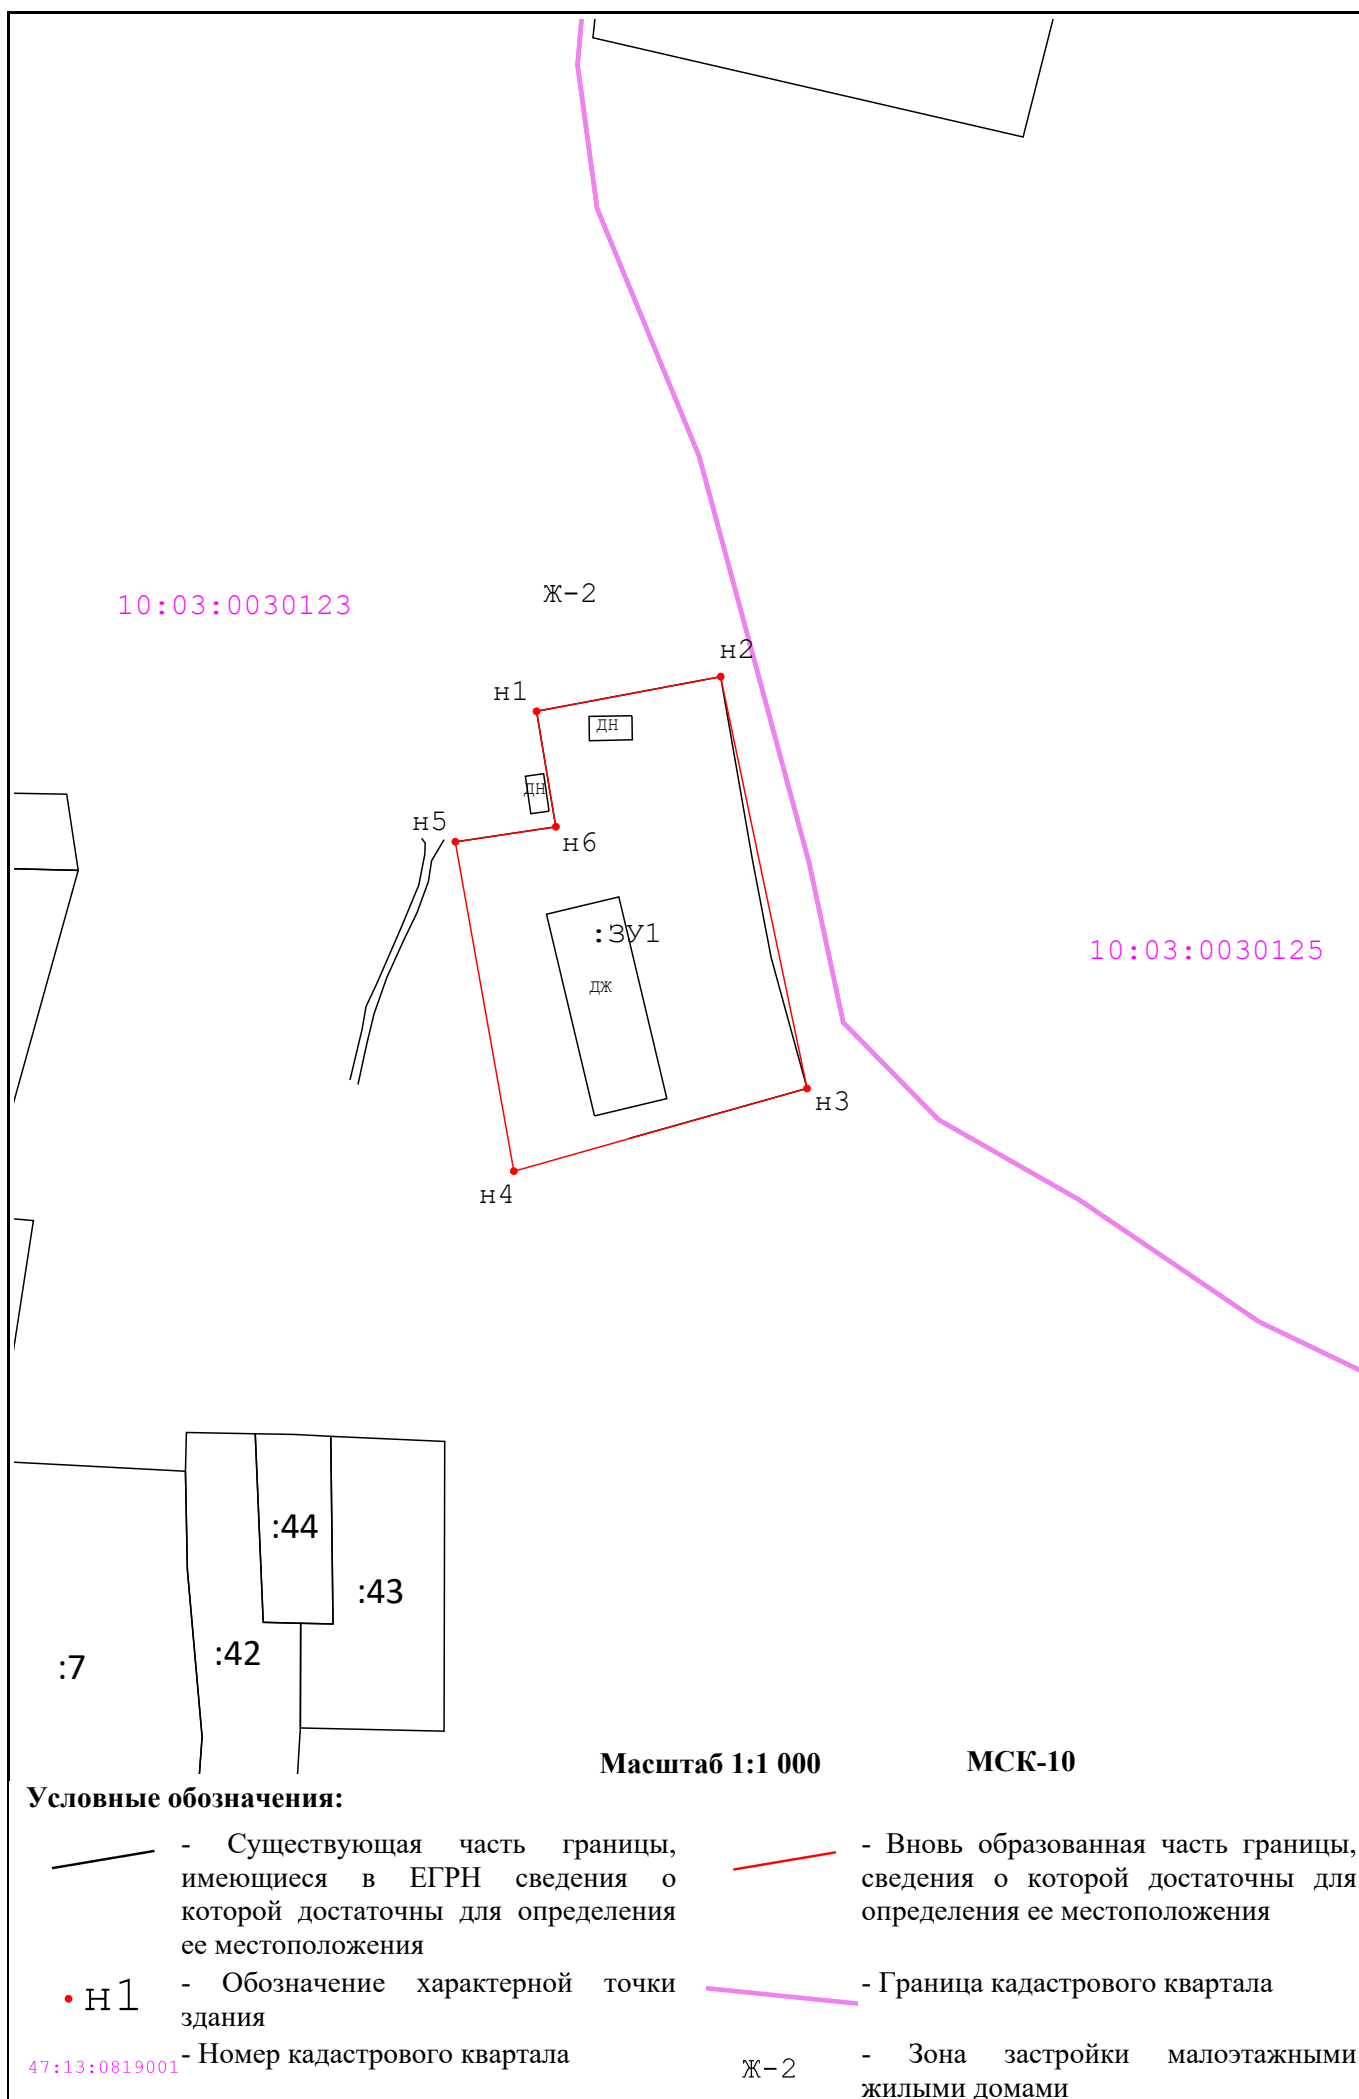 Ж-2
10:03:0030123
н2
н1
ДН
ДН
н5
н6
:ЗУ1
10:03:0030125
ДЖ
н3
н4
:44
:43
:42
:7
Масштаб 1:1 000
МСК-10
Условные обозначения:
- Существующая часть границы,
имеющиеся в ЕГРН сведения о
которой достаточны для определения
ее местоположения
- Вновь образованная часть границы,
сведения о которой достаточны для
определения ее местоположения
н1
- Обозначение характерной точки
здания
- Граница кадастрового квартала
47:13:0819001
- Номер кадастрового квартала
Ж-2
- Зона застройки малоэтажными
жилыми домами